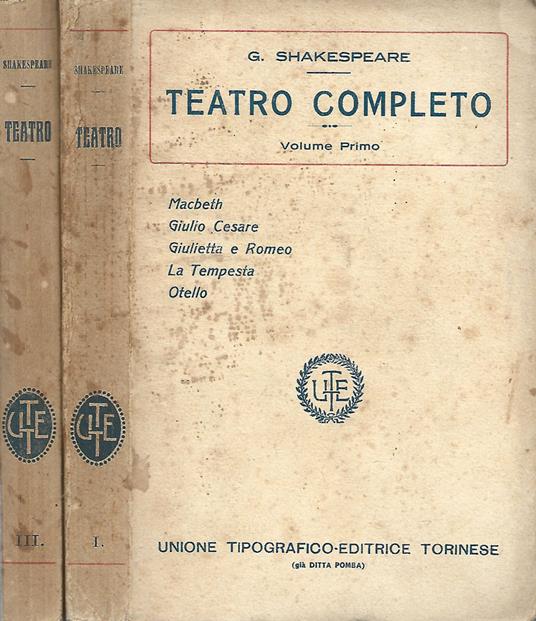 SHAKESPEARE
TEATRO
III.
SHAKESPEARE
TEATRO
I.
G. SHAKESPEARE
TEATRO COMPLETO
Volume Primo
Macbeth
Giulio Cesare
Giulietta e Romeo
La Tempesta
Otello
UTET
UNIONE TIPOGRAFICO-EDITRICE TORINESE
(già DITTA POMBA)